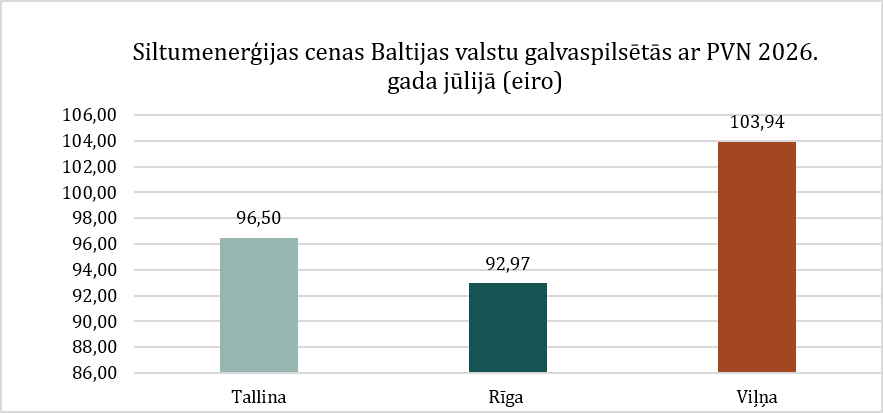 Siltumenerģijas cenas Baltijas valstu galvaspilsētās ar PVN 2026.
gada jūlijā (eiro)
106,00
104,00
102,00
100,00
98,00
96,00
94,00
92,00
90,00
88,00
86,00
96,50
92,97
103,94
Tallina
Rīga
Viļņa